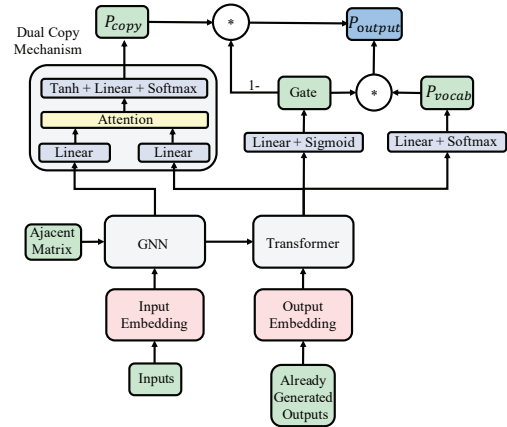 P_copy
*
P_output
Dual Copy
Mechanism
Tanh + Linear + Softmax
Attention
Linear
Linear
1-
Gate
*
P_vocab
Linear + Sigmoid
Linear + Softmax
Ajacent
Matrix
GNN
Transformer
Input
Embedding
Output
Embedding
Inputs
Already
Generated
Outputs